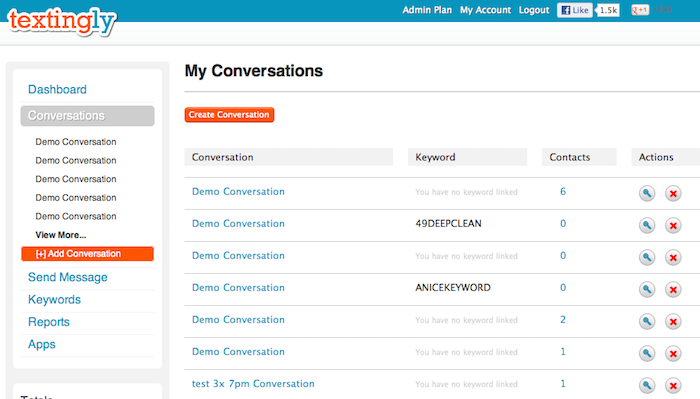 textingly
Admin Plan My Account Logout Like 1.5k +1
Dashboard
Conversations
Demo Conversation
Demo Conversation
Demo Conversation
Demo Conversation
Demo Conversation
View More...
[+] Add Conversation
Send Message
Keywords
Reports
Apps
My Conversations
Create Conversation
Conversation Keyword Contacts Actions
Demo Conversation You have no keyword linked 6
Demo Conversation 49DEEPCLEAN 0
Demo Conversation You have no keyword linked 0
Demo Conversation ANICEKEYWORD 0
Demo Conversation You have no keyword linked 2
Demo Conversation You have no keyword linked 1
test 3x 7pm Conversation You have no keyword linked 1